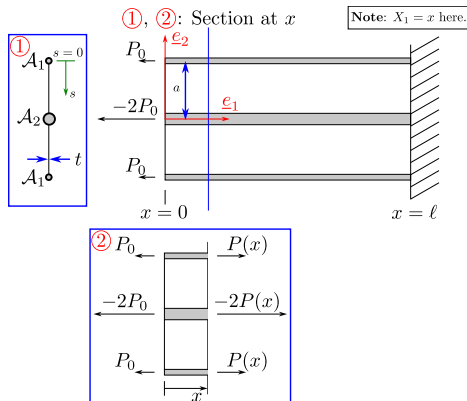 ①, ②: Section at x
Note: X₁ = x here.
①
𝒜₁
s = 0
s
𝒜₂
t
𝒜₁
P₀
e₂
a
−2P₀
e₁
P₀
x = 0
x = ℓ
②
P₀
P(x)
−2P₀
−2P(x)
P₀
P(x)
x